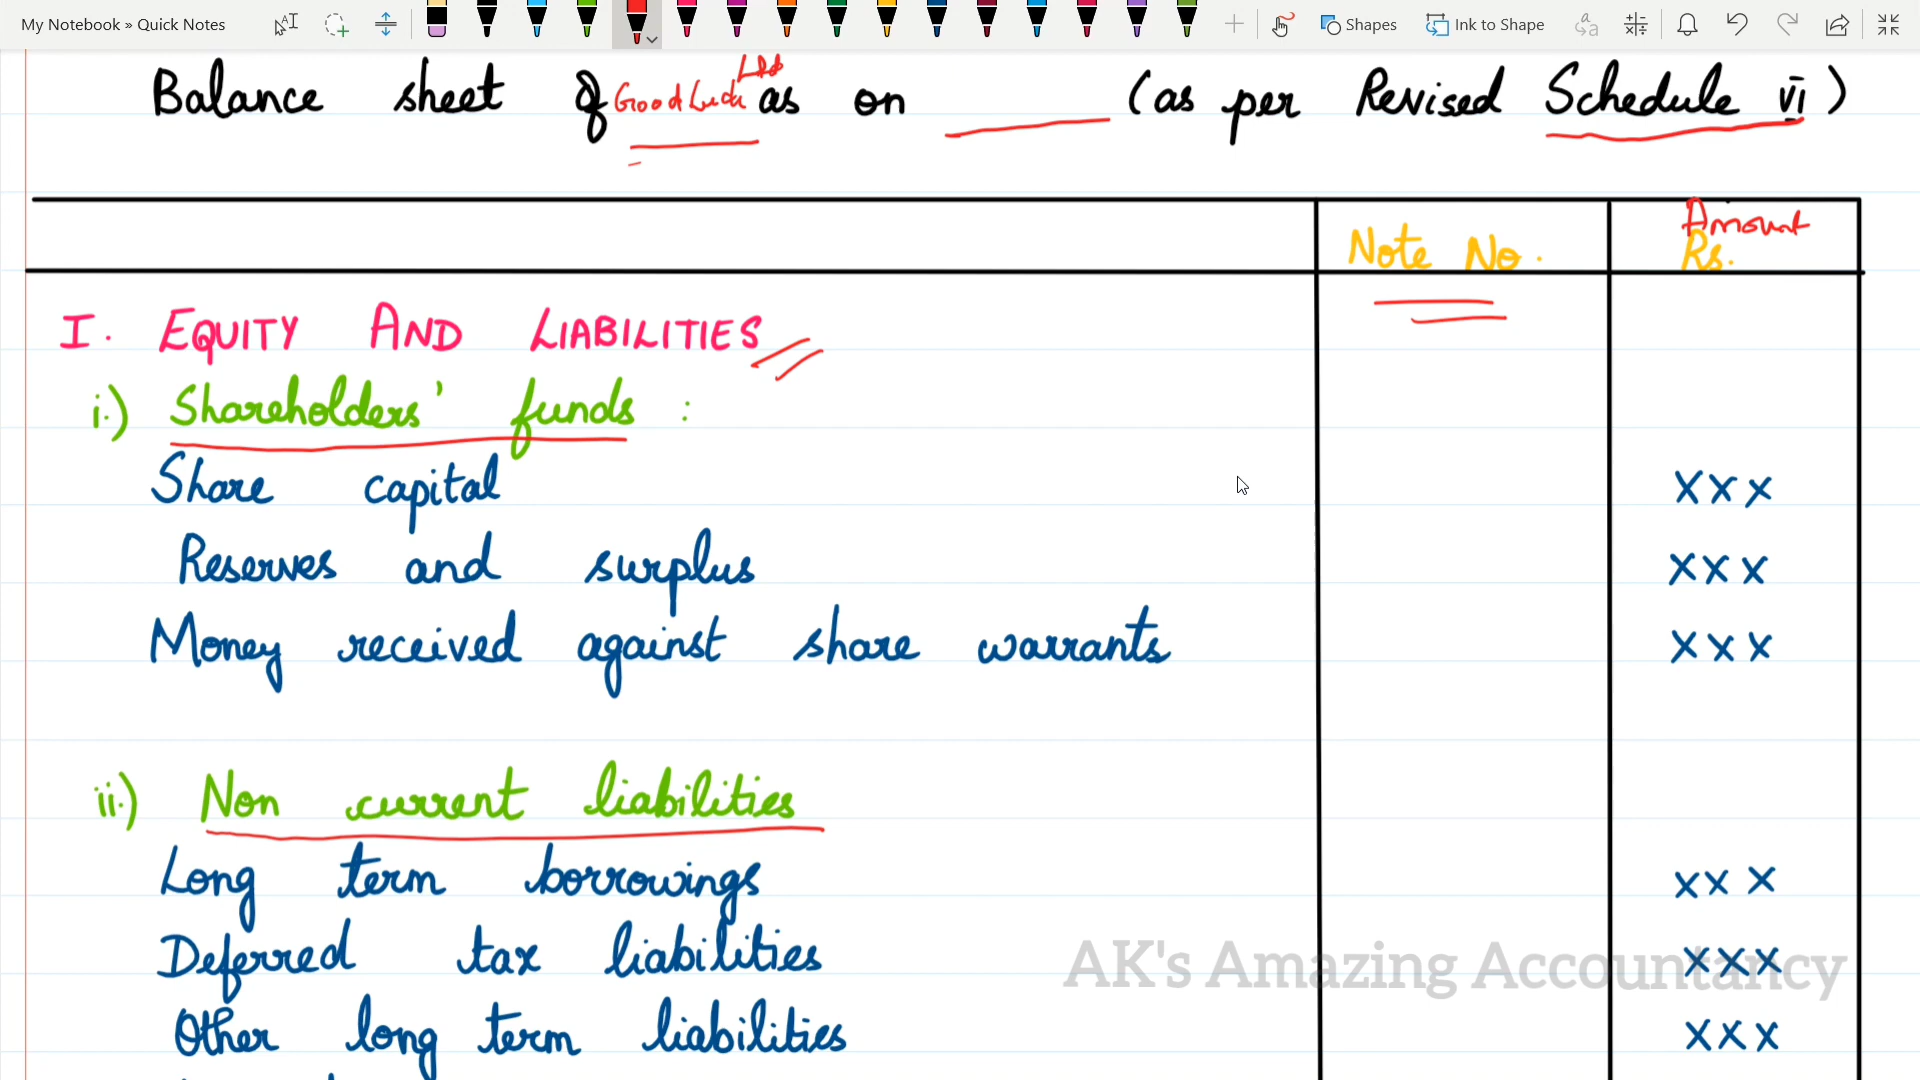 My Notebook » Quick Notes
Shapes
Ink to Shape
Balance sheet of Good Luck Ltd as on ______ (as per Revised Schedule vi)
Note No.
Amount
Rs.
I. EQUITY AND LIABILITIES
i.) Shareholders' funds :
Share capital xxx
Reserves and surplus xxx
Money received against share warrants xxx
ii.) Non current liabilities
Long term borrowings xxx
Deferred tax liabilities xxx
AK's Amazing Accountancy
Other long term liabilities xxx